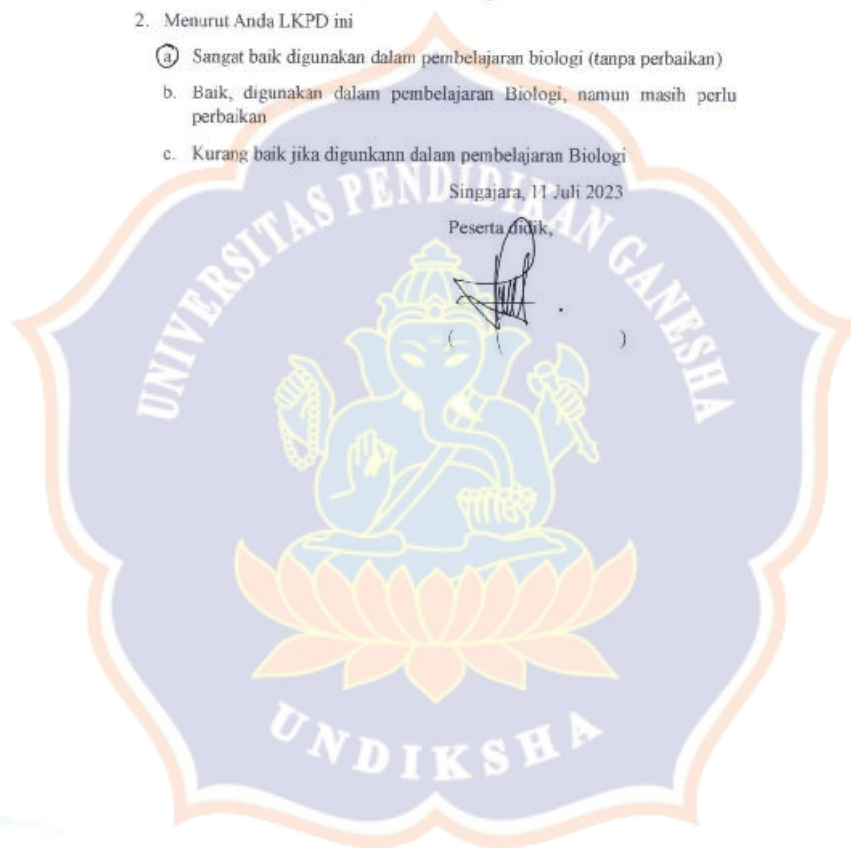 2. Menurut Anda LKPD ini
a Sangat baik digunakan dalam pembelajaran biologi (tanpa perbaikan)
b. Baik, digunakan dalam pembelajaran Biologi, namun masih perlu
perbaikan
c. Kurang baik jika digunkann dalam pembelajaran Biologi
Singajara, 11 Juli 2023
Peserta didik,
( )
UNIVERSITAS PENDIDIKAN GANESHA
UNDIKSHA